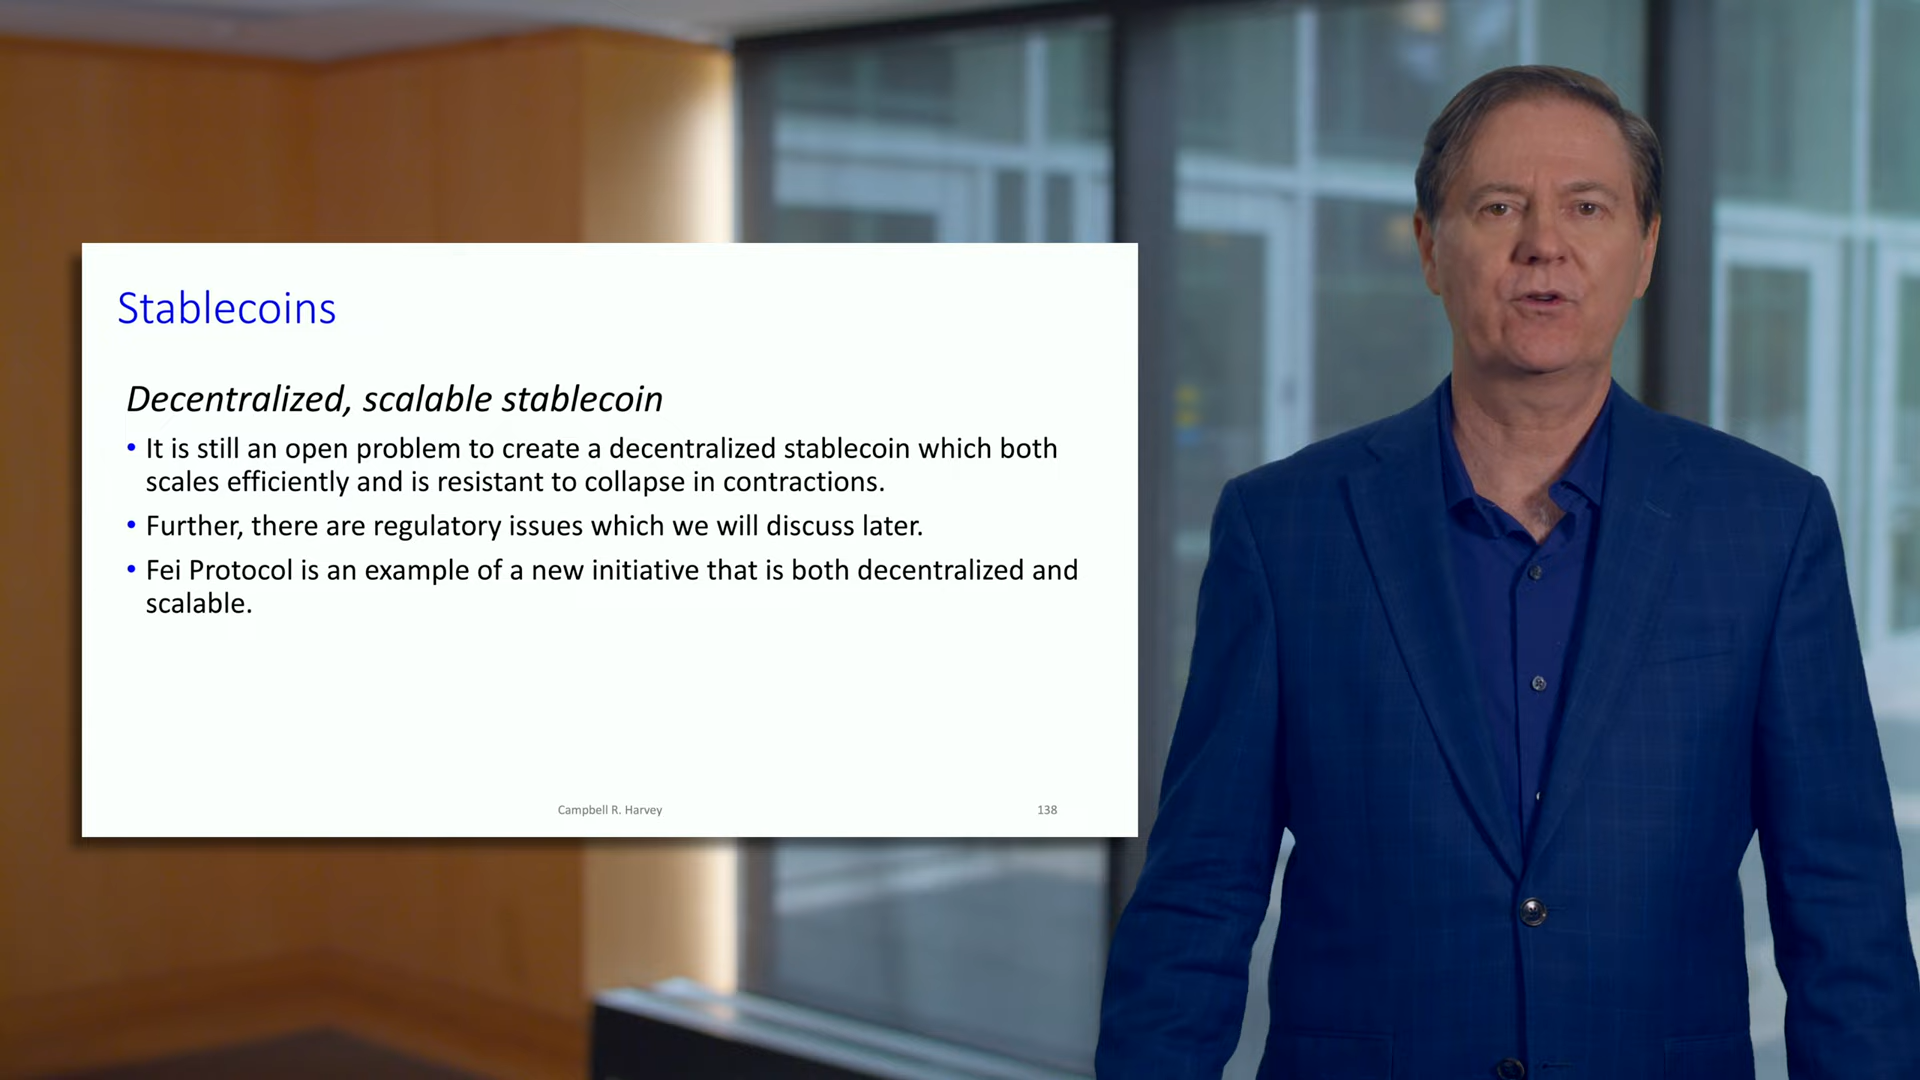 Stablecoins
Decentralized, scalable stablecoin
• It is still an open problem to create a decentralized stablecoin which both
scales efficiently and is resistant to collapse in contractions.
• Further, there are regulatory issues which we will discuss later.
• Fei Protocol is an example of a new initiative that is both decentralized and
scalable.
Campbell R. Harvey
138